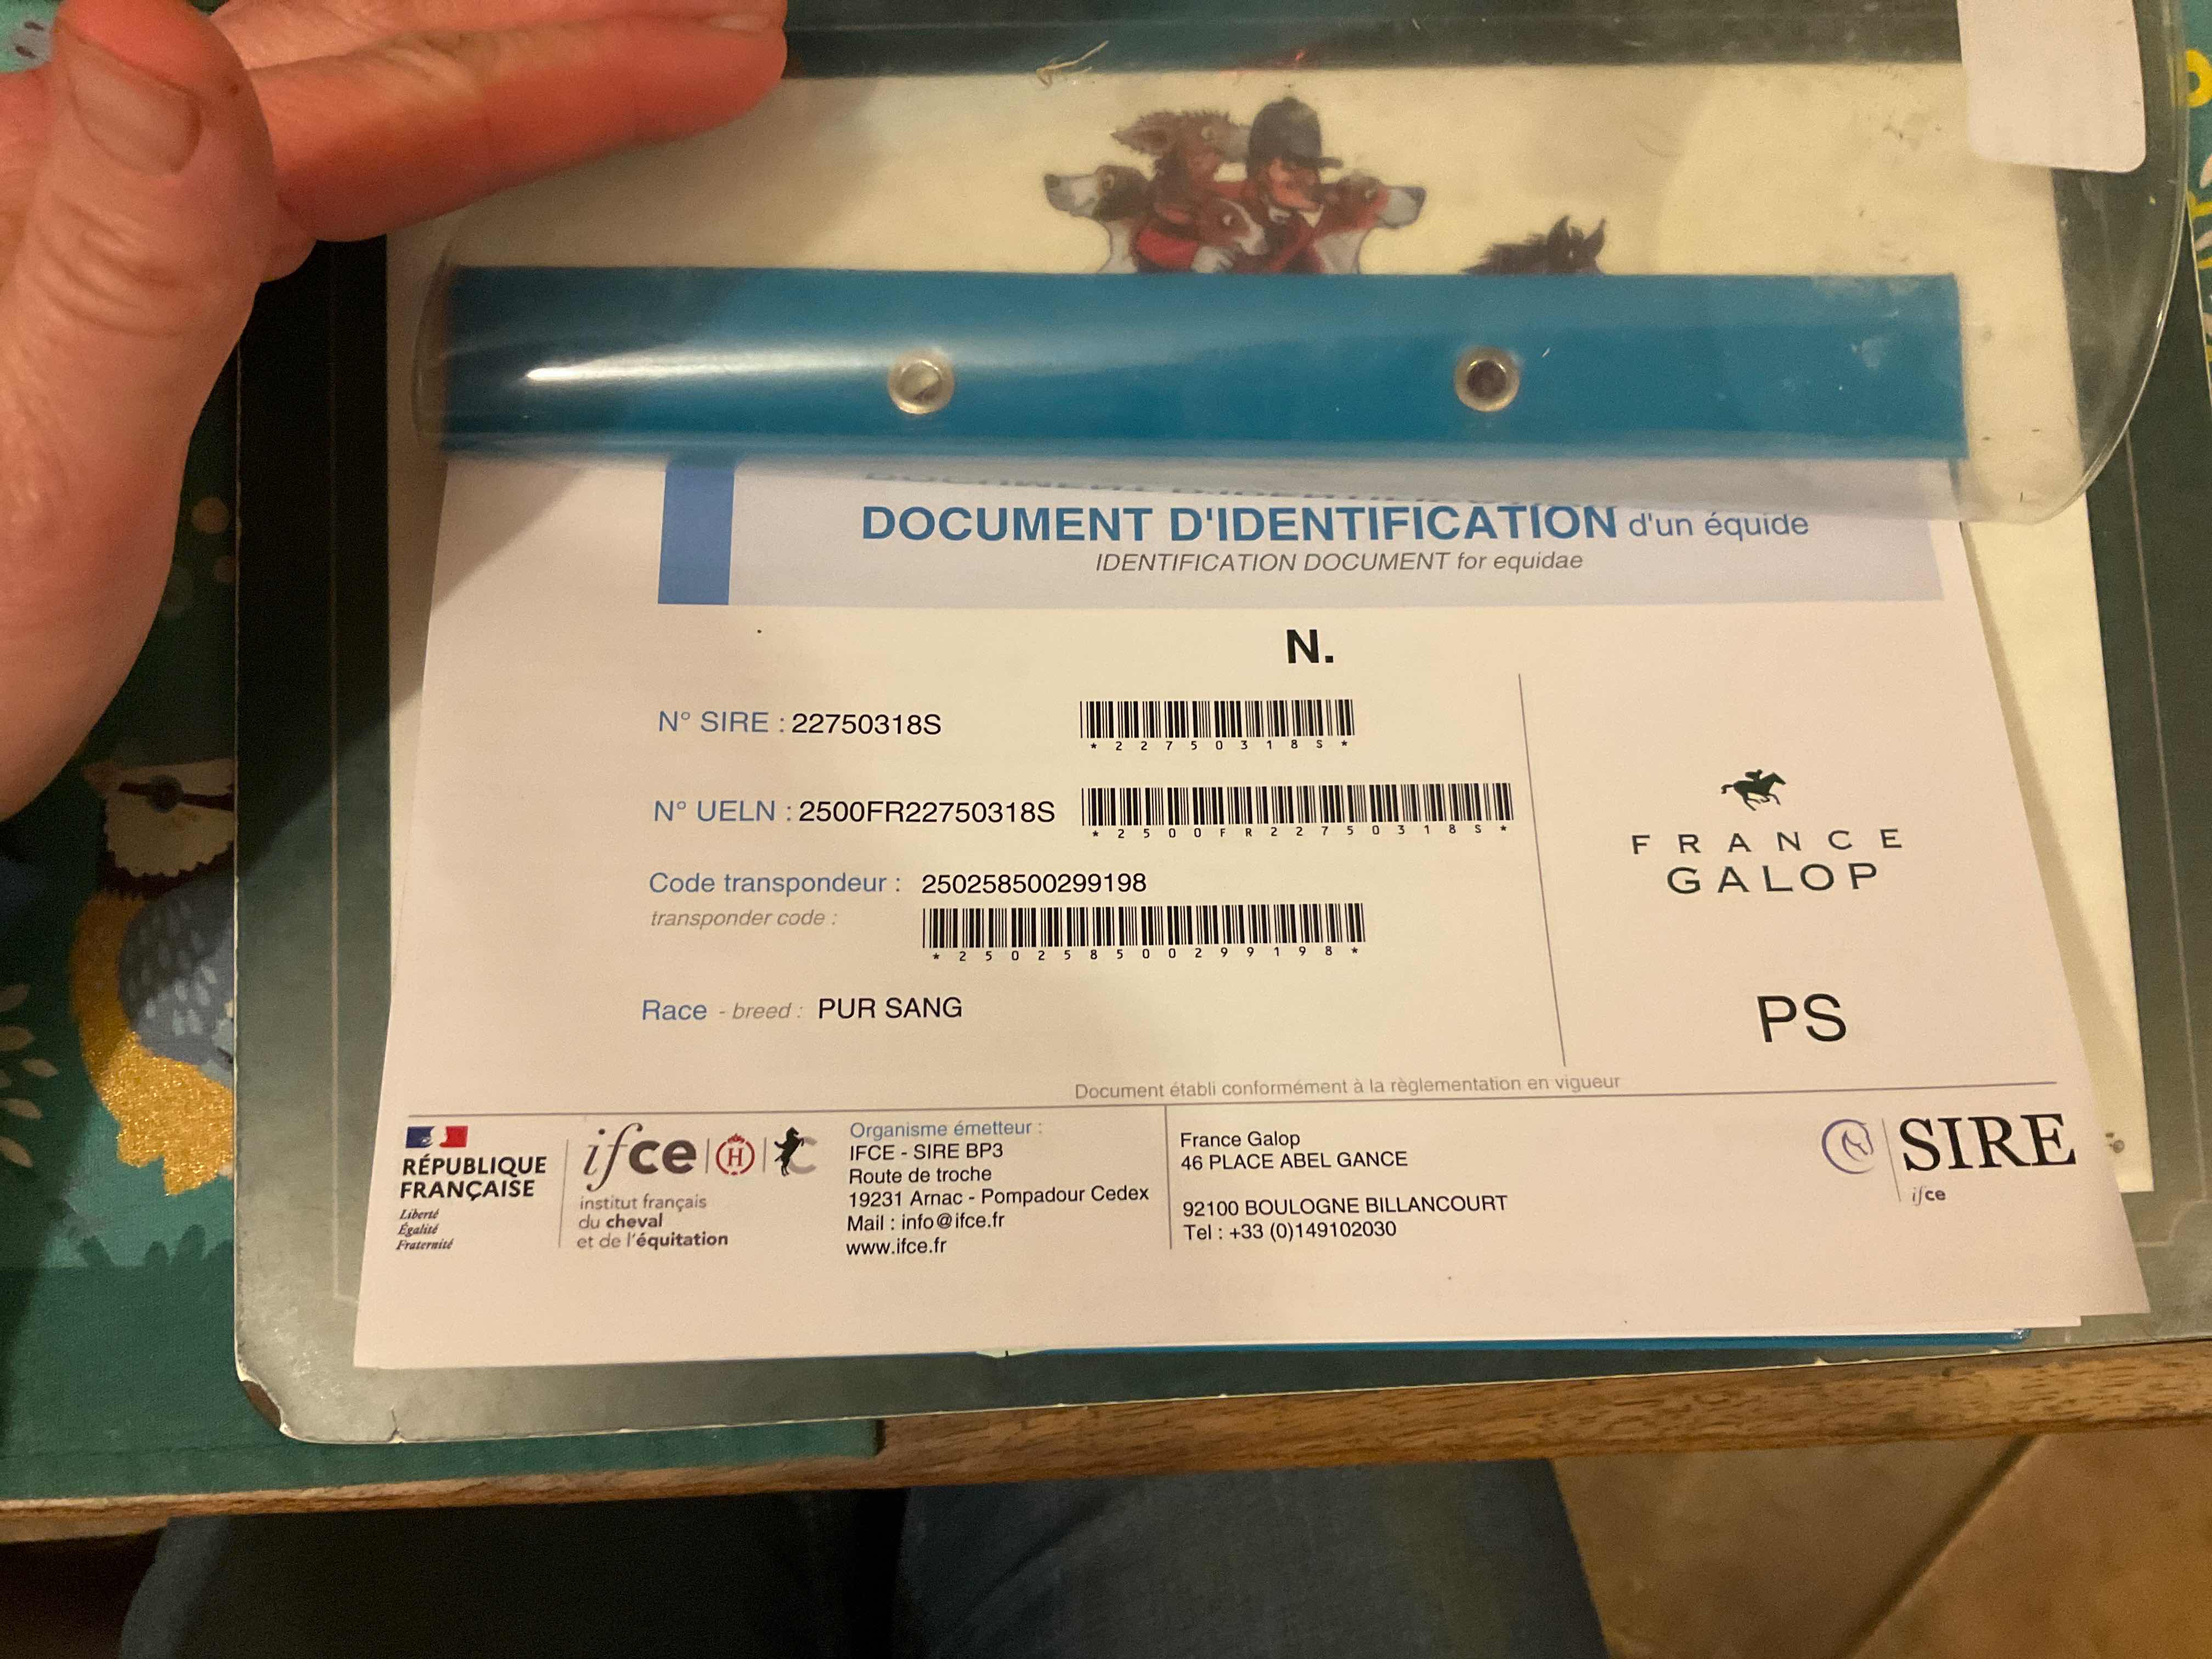 DOCUMENT D'IDENTIFICATION d'un équide
IDENTIFICATION DOCUMENT for equidae
N.
N° SIRE : 22750318S
* 2 2 7 5 0 3 1 8 S *
N° UELN : 2500FR22750318S
* 2 5 0 0 F R 2 2 7 5 0 3 1 8 S *
Code transpondeur : 250258500299198
transponder code :
* 2 5 0 2 5 8 5 0 0 2 9 9 1 9 8 *
Race - breed : PUR SANG
FRANCE
GALOP
PS
Document établi conformément à la règlementation en vigueur
RÉPUBLIQUE
FRANÇAISE
Liberté
Égalité
Fraternité
ifce H
institut français
du cheval
et de l'équitation
Organisme émetteur :
IFCE - SIRE BP3
Route de troche
19231 Arnac - Pompadour Cedex
Mail : info@ifce.fr
www.ifce.fr
France Galop
46 PLACE ABEL GANCE
92100 BOULOGNE BILLANCOURT
Tel : +33 (0)149102030
SIRE
ifce